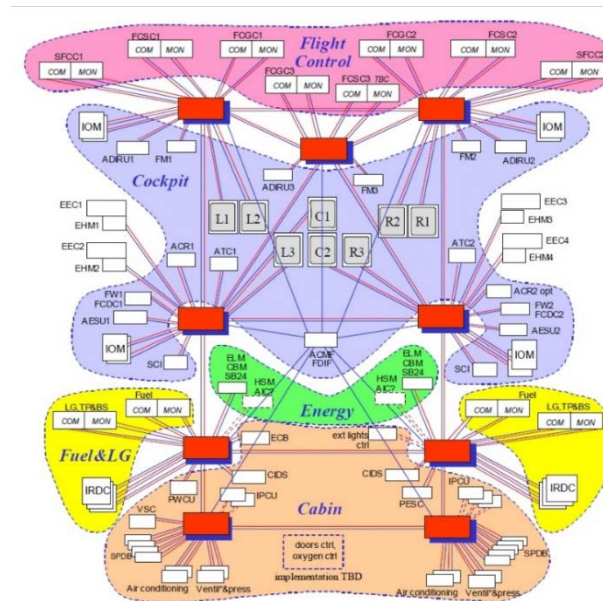 FCSC1
FCGC1
Flight
Control
FCGC2
FCSC2
SFCC1
COM MON
COM MON
FCGC3
FCSC3 TBC
COM MON
COM MON
SFCC2
COM MON
COM MON
COM MON
COM MON
IOM
ADIRU1
FM1
ADIRU3
FM3
FM2
ADIRU2
IOM
Cockpit
EEC1
EHM1
EEC2
EHM2
L1
L2
C1
R2
R1
L3
C2
R3
EEC3
EHM3
EEC4
EHM4
ACR1
ATC1
ATC2
ACR2 opt
FW1
FCDC1
AESU1
IOM
SCI
FW2
FCDC2
AESU2
IOM
SCI
ACMF
FDIF
ELM
CBM
SB24
HSM
AIC?
Energy
ELM
CBM
SB24
HSM
AIC?
Fuel
LG,TP&BS
COM MON
COM MON
Fuel
LG,TP&BS
COM MON
COM MON
Fuel&LG
IRDC
IRDC
ECB
ext lights
ctrl
CIDS
PWCU
IPCU
CIDS
PESC
IPCU
Cabin
VSC
SPDB
SPDB
doors ctrl,
oxygen ctrl
implementation TBD
Air conditioning
Ventil°&press
Air conditioning
Ventil°&press